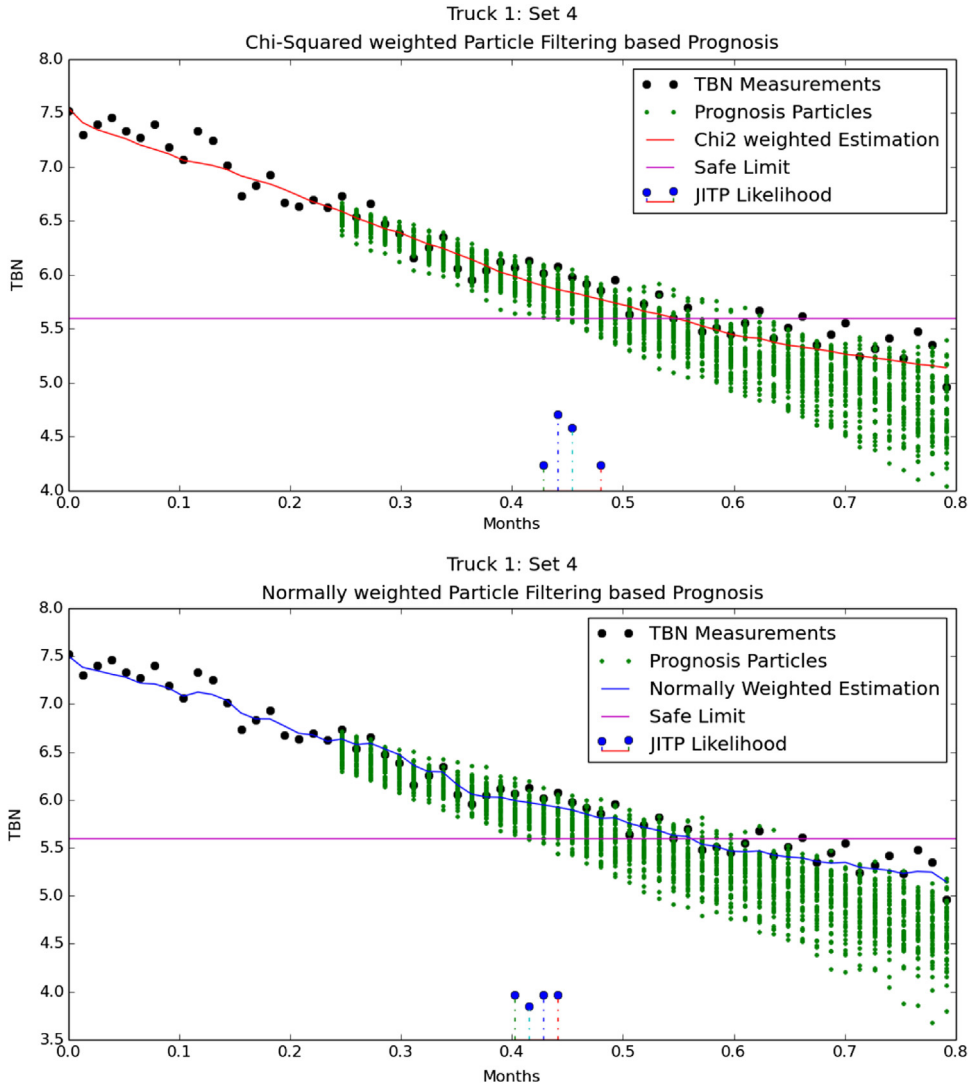 Truck 1: Set 4
Chi-Squared weighted Particle Filtering based Prognosis
8.0
7.5
7.0
6.5
6.0
5.5
5.0
4.5
4.0
TBN
TBN Measurements
Prognosis Particles
Chi2 weighted Estimation
Safe Limit
JITP Likelihood
0.0 0.1 0.2 0.3 0.4 0.5 0.6 0.7 0.8
Months
Truck 1: Set 4
Normally weighted Particle Filtering based Prognosis
8.0
7.5
7.0
6.5
6.0
5.5
5.0
4.5
4.0
3.5
TBN
TBN Measurements
Prognosis Particles
Normally Weighted Estimation
Safe Limit
JITP Likelihood
0.0 0.1 0.2 0.3 0.4 0.5 0.6 0.7 0.8
Months